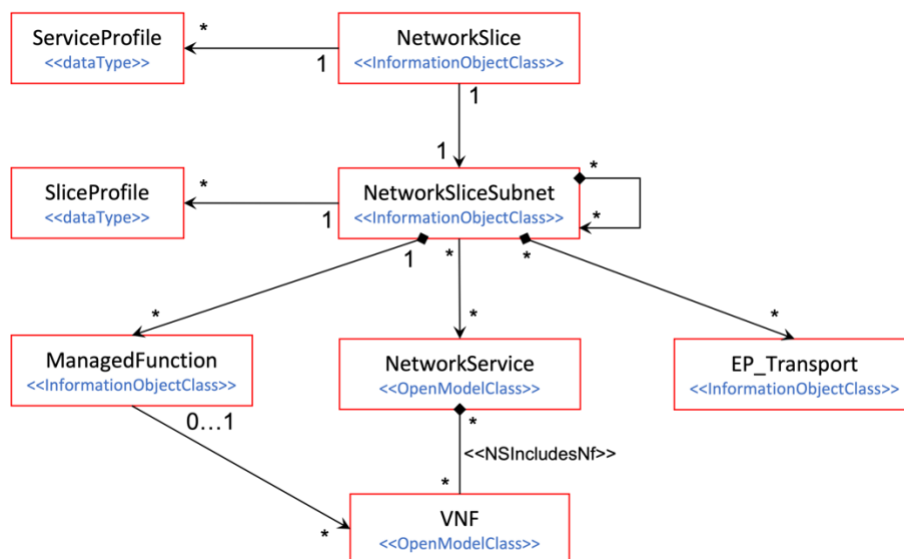 ServiceProfile
<<dataType>>
*
1
NetworkSlice
<<InformationObjectClass>>
1
1
SliceProfile
<<dataType>>
*
1
NetworkSliceSubnet
<<InformationObjectClass>>
*
*
1
*
*
*
*
*
ManagedFunction
<<InformationObjectClass>>
NetworkService
<<OpenModelClass>>
EP_Transport
<<InformationObjectClass>>
0...1
*
<<NSIncludesNf>>
*
*
VNF
<<OpenModelClass>>